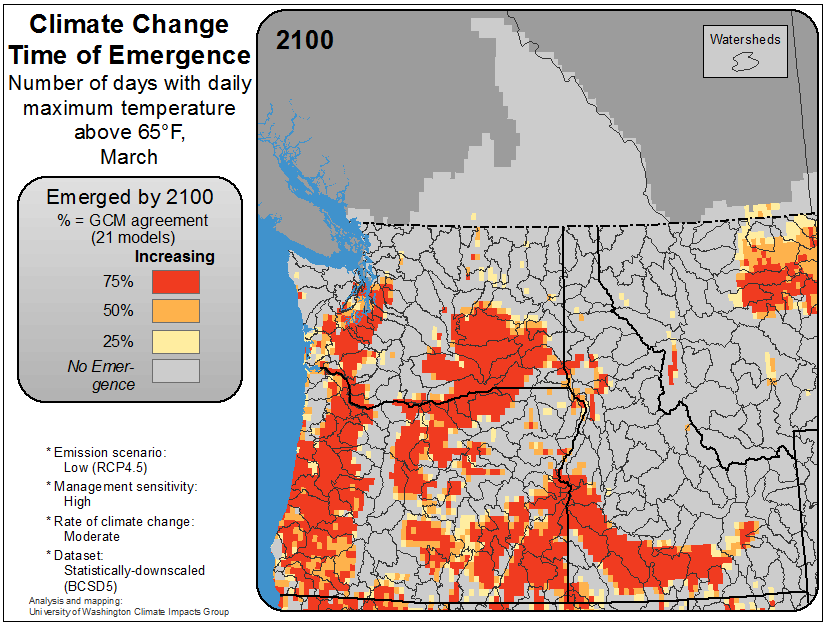 Climate Change
Time of Emergence
Number of days with daily
maximum temperature
above 65°F,
March
Emerged by 2100
% = GCM agreement
(21 models)
Increasing
75%
50%
25%
No Emer-
gence
* Emission scenario:
Low (RCP4.5)
* Management sensitivity:
High
* Rate of climate change:
Moderate
* Dataset:
Statistically-downscaled
(BCSD5)
Analysis and mapping:
University of Washington Climate Impacts Group
2100
Watersheds